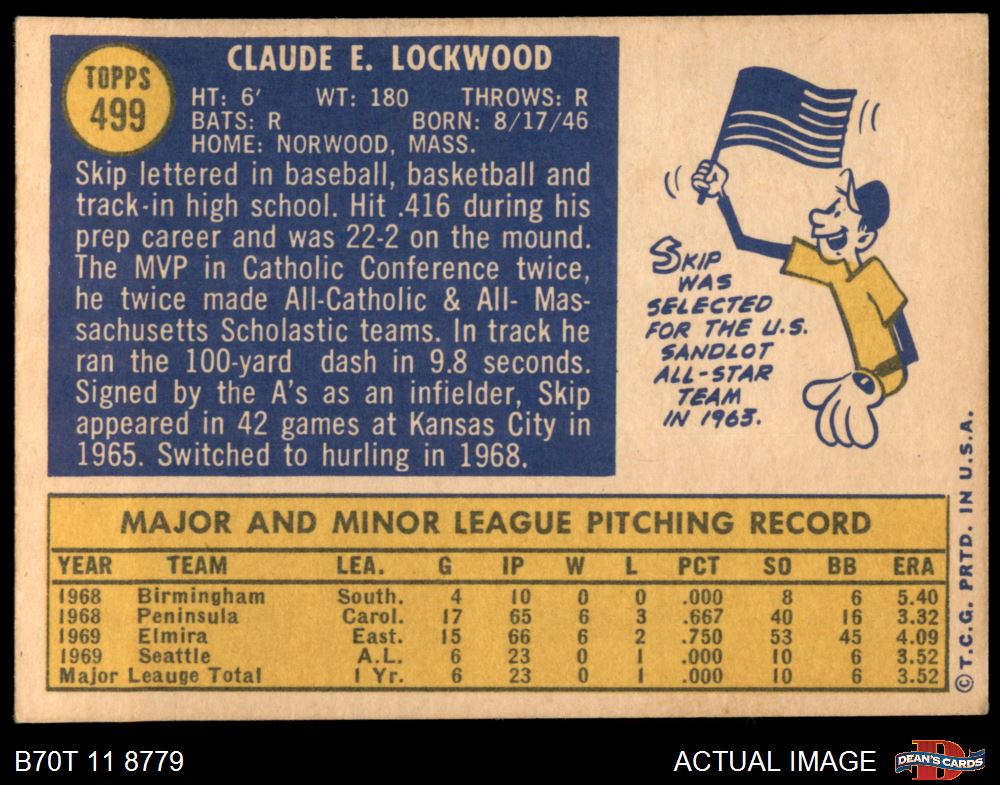 TOPPS
499
CLAUDE E. LOCKWOOD
HT: 6' WT: 180 THROWS: R
BATS: R BORN: 8/17/46
HOME: NORWOOD, MASS.
Skip lettered in baseball, basketball and
track-in high school. Hit .416 during his
prep career and was 22-2 on the mound.
The MVP in Catholic Conference twice,
he twice made All-Catholic & All- Mas-
sachusetts Scholastic teams. In track he
ran the 100-yard dash in 9.8 seconds.
Signed by the A's as an infielder, Skip
appeared in 42 games at Kansas City in
1965. Switched to hurling in 1968.
SKIP
WAS
SELECTED
FOR THE U.S.
SANDLOT
ALL-STAR
TEAM
IN 1963.
MAJOR AND MINOR LEAGUE PITCHING RECORD
YEAR TEAM LEA. G IP W L PCT SO BB ERA
1968 Birmingham South. 4 10 0 0 .000 8 6 5.40
1968 Peninsula Carol. 17 65 6 3 .667 40 16 3.32
1969 Elmira East. 15 66 6 2 .750 53 45 4.09
1969 Seattle A.L. 6 23 0 1 .000 10 6 3.52
Major Leauge Total 1 Yr. 6 23 0 1 .000 10 6 3.52
©T.C.G. PRTD. IN U.S.A.
B70T 11 8779
ACTUAL IMAGE
D
DEAN'S CARDS